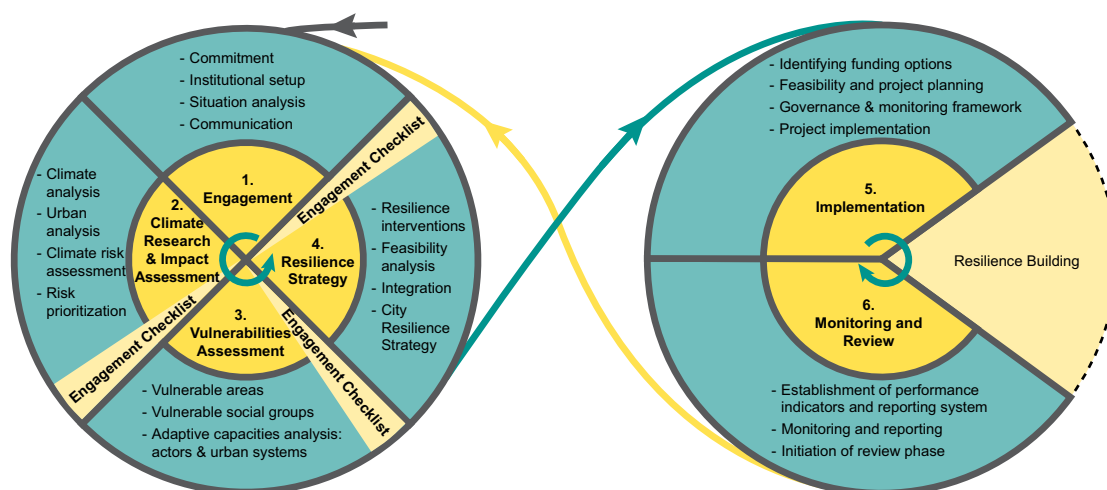 - Commitment
- Institutional setup
- Situation analysis
- Communication
Engagement Checklist
1.
Engagement
- Climate
analysis
- Urban
analysis
- Climate risk
assessment
- Risk
prioritization
2.
Climate
Research
& Impact
Assessment
Engagement Checklist
3.
Vulnerabilities
Assessment
- Vulnerable areas
- Vulnerable social groups
- Adaptive capacities analysis:
actors & urban systems
Engagement Checklist
4.
Resilience
Strategy
- Resilience
interventions
- Feasibility
analysis
- Integration
- City
Resilience
Strategy
- Identifying funding options
- Feasibility and project planning
- Governance & monitoring framework
- Project implementation
5.
Implementation
Resilience Building
6.
Monitoring and
Review
- Establishment of performance
indicators and reporting system
- Monitoring and reporting
- Initiation of review phase